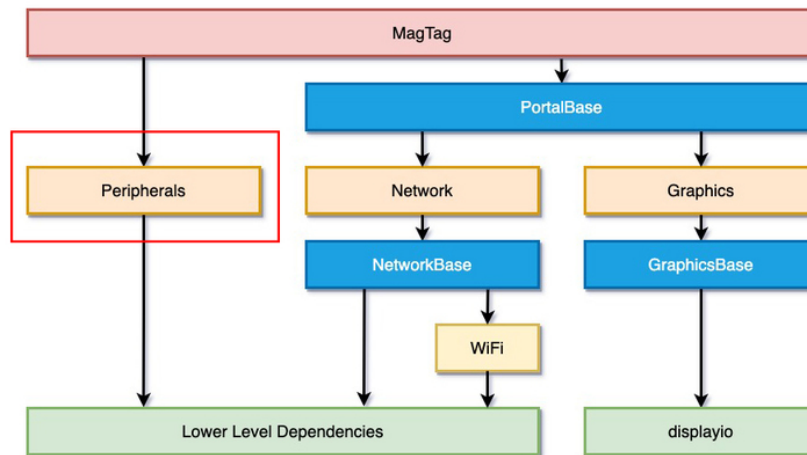 MagTag
PortalBase
Peripherals
Network
Graphics
NetworkBase
GraphicsBase
WiFi
Lower Level Dependencies
displayio